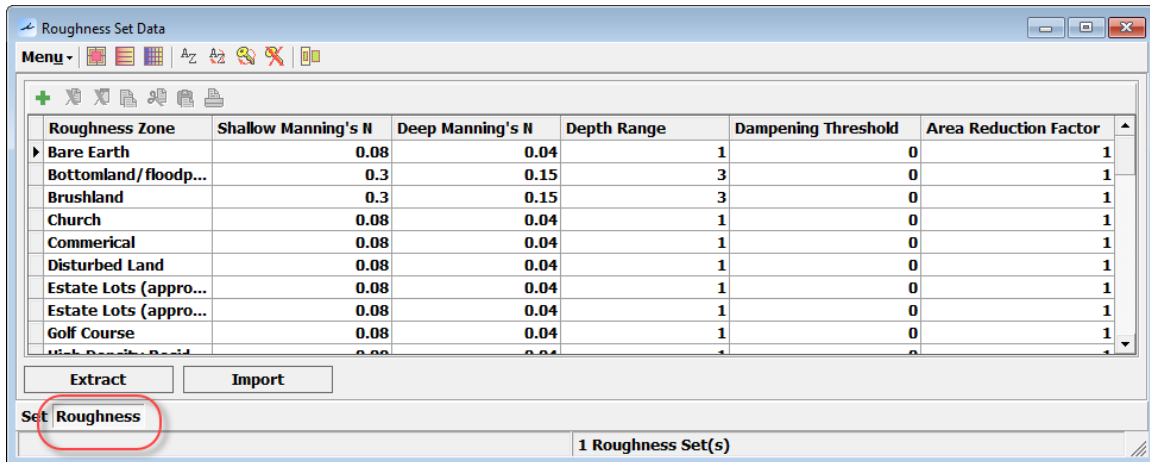 Roughness Set Data
Menu
Roughness Zone Shallow Manning's N Deep Manning's N Depth Range Dampening Threshold Area Reduction Factor
Bare Earth 0.08 0.04 1 0 1
Bottomland/floodp... 0.3 0.15 3 0 1
Brushland 0.3 0.15 3 0 1
Church 0.08 0.04 1 0 1
Commerical 0.08 0.04 1 0 1
Disturbed Land 0.08 0.04 1 0 1
Estate Lots (appro... 0.08 0.04 1 0 1
Estate Lots (appro... 0.08 0.04 1 0 1
Golf Course 0.08 0.04 1 0 1
Extract Import
Set Roughness
1 Roughness Set(s)